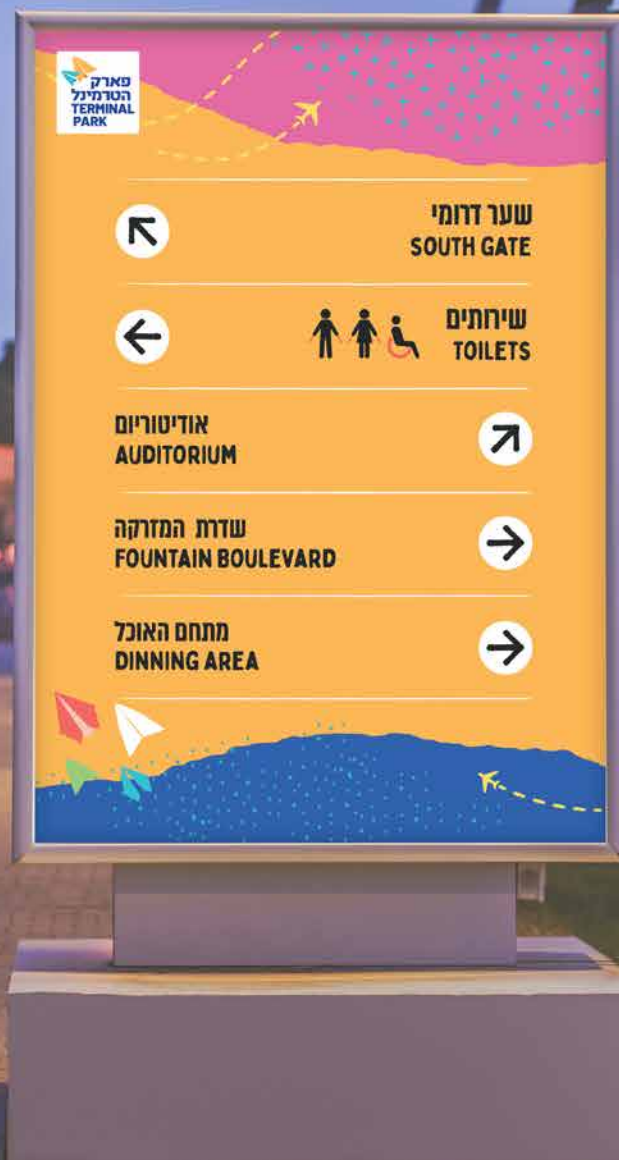 פארק
הטרמינל
TERMINAL
PARK
שער דרומי
SOUTH GATE
שירותים
TOILETS
אודיטוריום
AUDITORIUM
שדרת המזרקה
FOUNTAIN BOULEVARD
מתחם האוכל
DINNING AREA